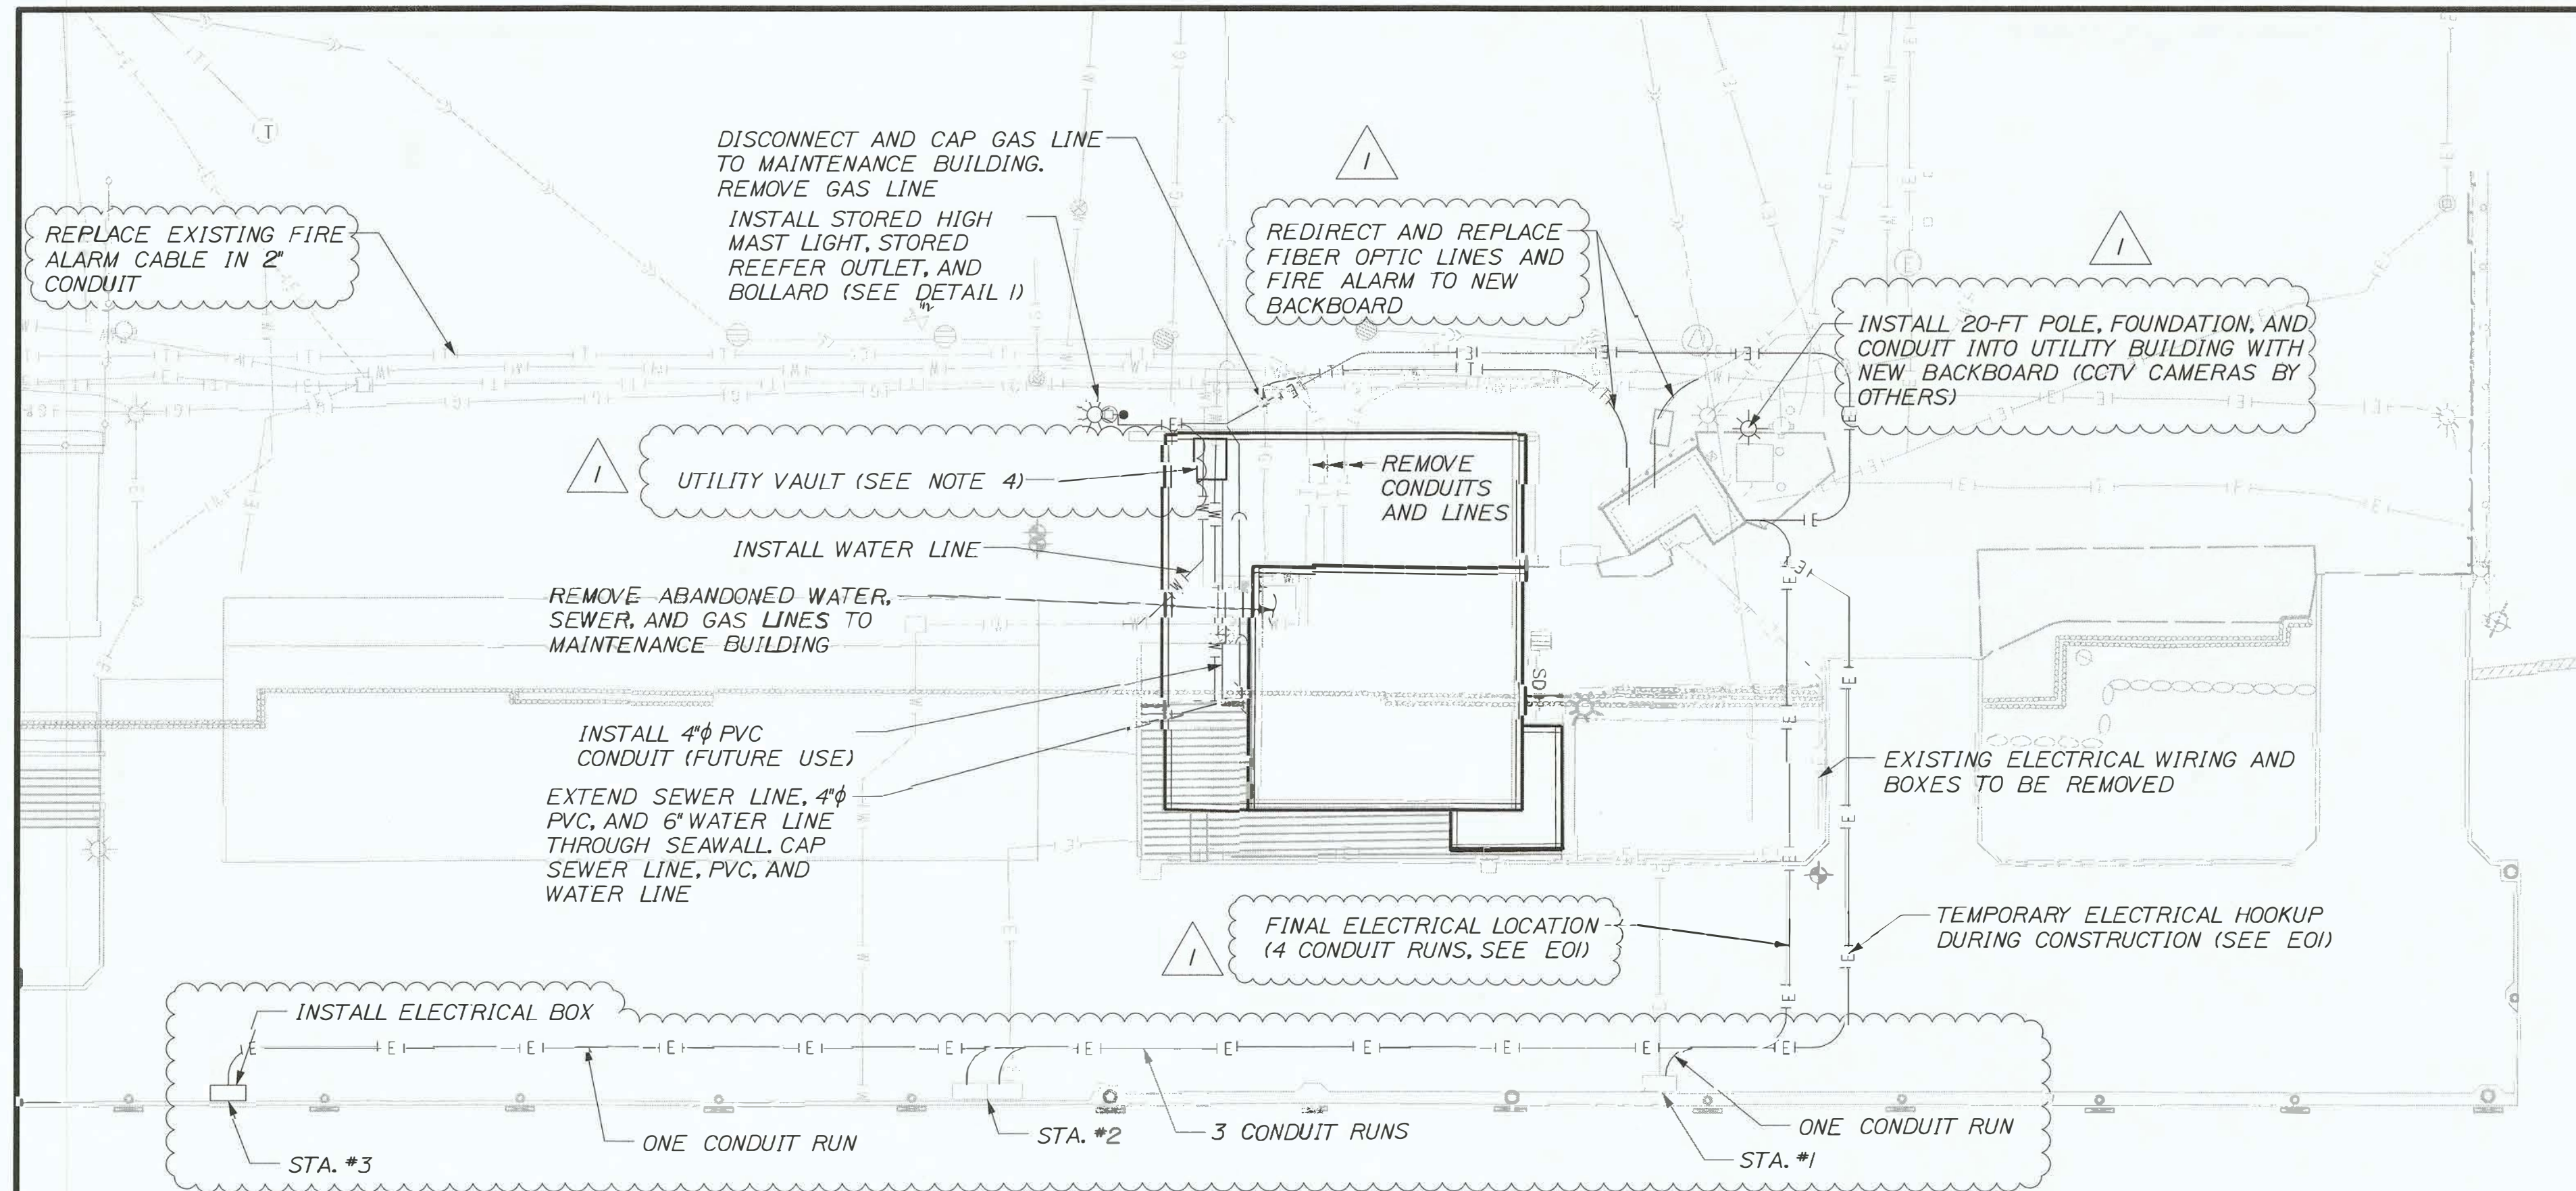 DISCONNECT AND CAP GAS LINE
TO MAINTENANCE BUILDING.
REMOVE GAS LINE
INSTALL STORED HIGH
MAST LIGHT, STORED
REEFER OUTLET, AND
BOLLARD (SEE DETAIL 1)
REPLACE EXISTING FIRE
ALARM CABLE IN 2"
CONDUIT
1
REDIRECT AND REPLACE
FIBER OPTIC LINES AND
FIRE ALARM TO NEW
BACKBOARD
1
INSTALL 20-FT POLE, FOUNDATION, AND
CONDUIT INTO UTILITY BUILDING WITH
NEW BACKBOARD (CCTV CAMERAS BY
OTHERS)
1
UTILITY VAULT (SEE NOTE 4)
REMOVE
CONDUITS
AND LINES
INSTALL WATER LINE
REMOVE ABANDONED WATER,
SEWER, AND GAS LINES TO
MAINTENANCE BUILDING
SD
INSTALL 4"ϕ PVC
CONDUIT (FUTURE USE)
EXTEND SEWER LINE, 4"ϕ
PVC, AND 6" WATER LINE
THROUGH SEAWALL. CAP
SEWER LINE, PVC, AND
WATER LINE
EXISTING ELECTRICAL WIRING AND
BOXES TO BE REMOVED
1
FINAL ELECTRICAL LOCATION
(4 CONDUIT RUNS, SEE E01)
TEMPORARY ELECTRICAL HOOKUP
DURING CONSTRUCTION (SEE E01)
INSTALL ELECTRICAL BOX
E E E E E E E E E E E E
ONE CONDUIT RUN
STA. #2
3 CONDUIT RUNS
ONE CONDUIT RUN
STA. #3
STA. #1